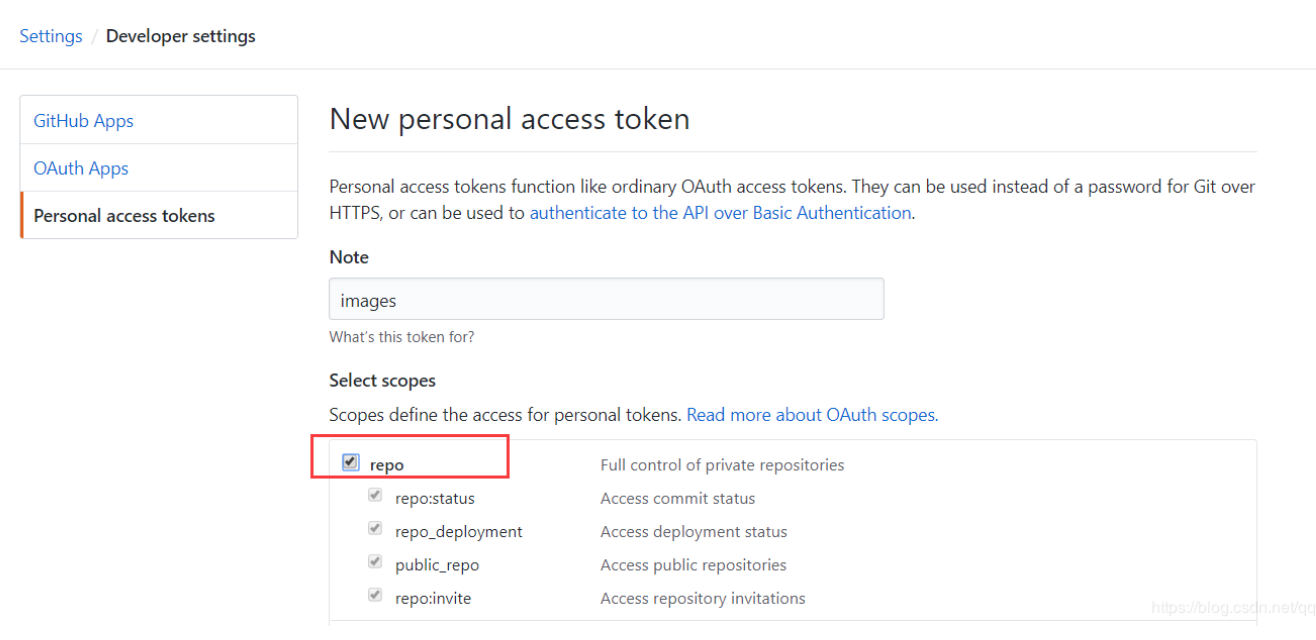 Settings / Developer settings
GitHub Apps
OAuth Apps
Personal access tokens
New personal access token
Personal access tokens function like ordinary OAuth access tokens. They can be used instead of a password for Git over
HTTPS, or can be used to authenticate to the API over Basic Authentication.
Note
images
What's this token for?
Select scopes
Scopes define the access for personal tokens. Read more about OAuth scopes.
repo Full control of private repositories
repo:status Access commit status
repo_deployment Access deployment status
public_repo Access public repositories
repo:invite Access repository invitations
https://blog.csdn.net/qq